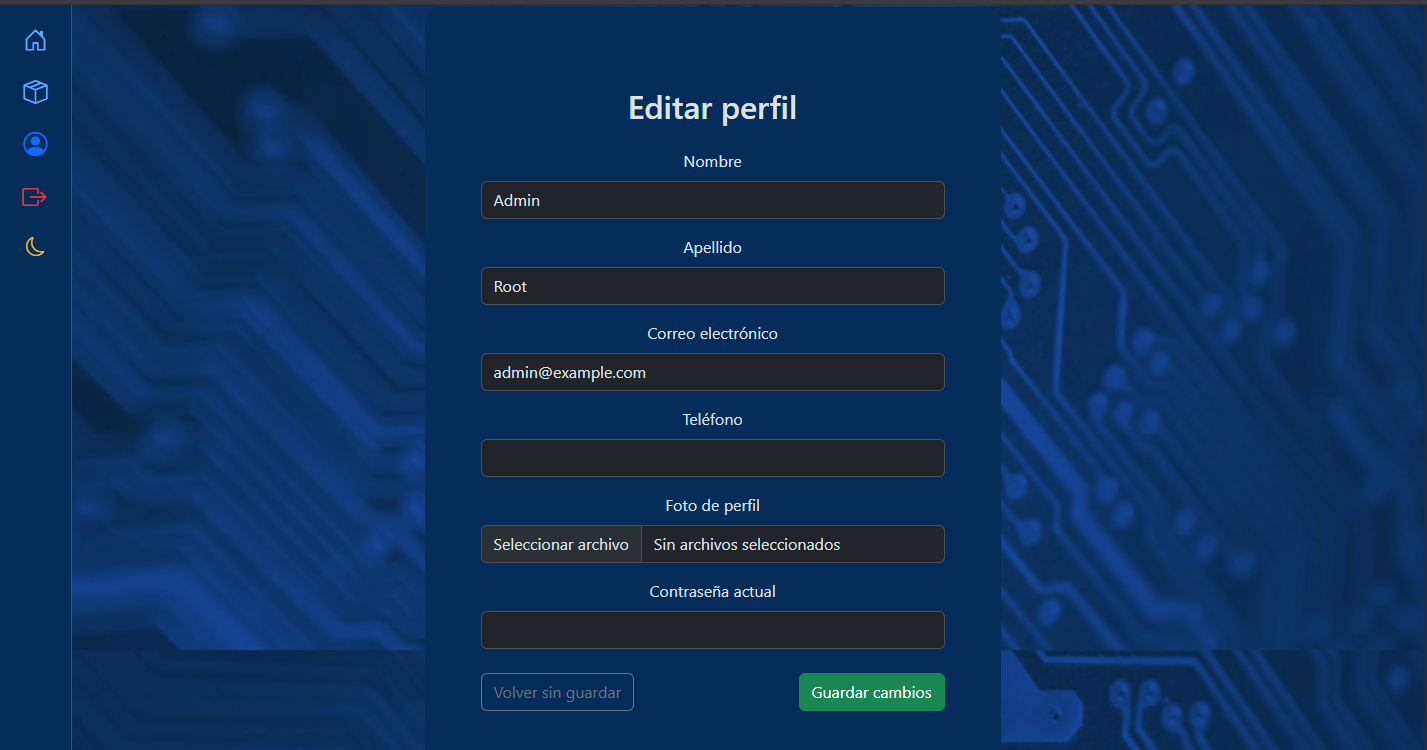 Editar perfil
Nombre
Admin
Apellido
Root
Correo electrónico
admin@example.com
Teléfono
Foto de perfil
Seleccionar archivo Sin archivos seleccionados
Contraseña actual
Volver sin guardar Guardar cambios